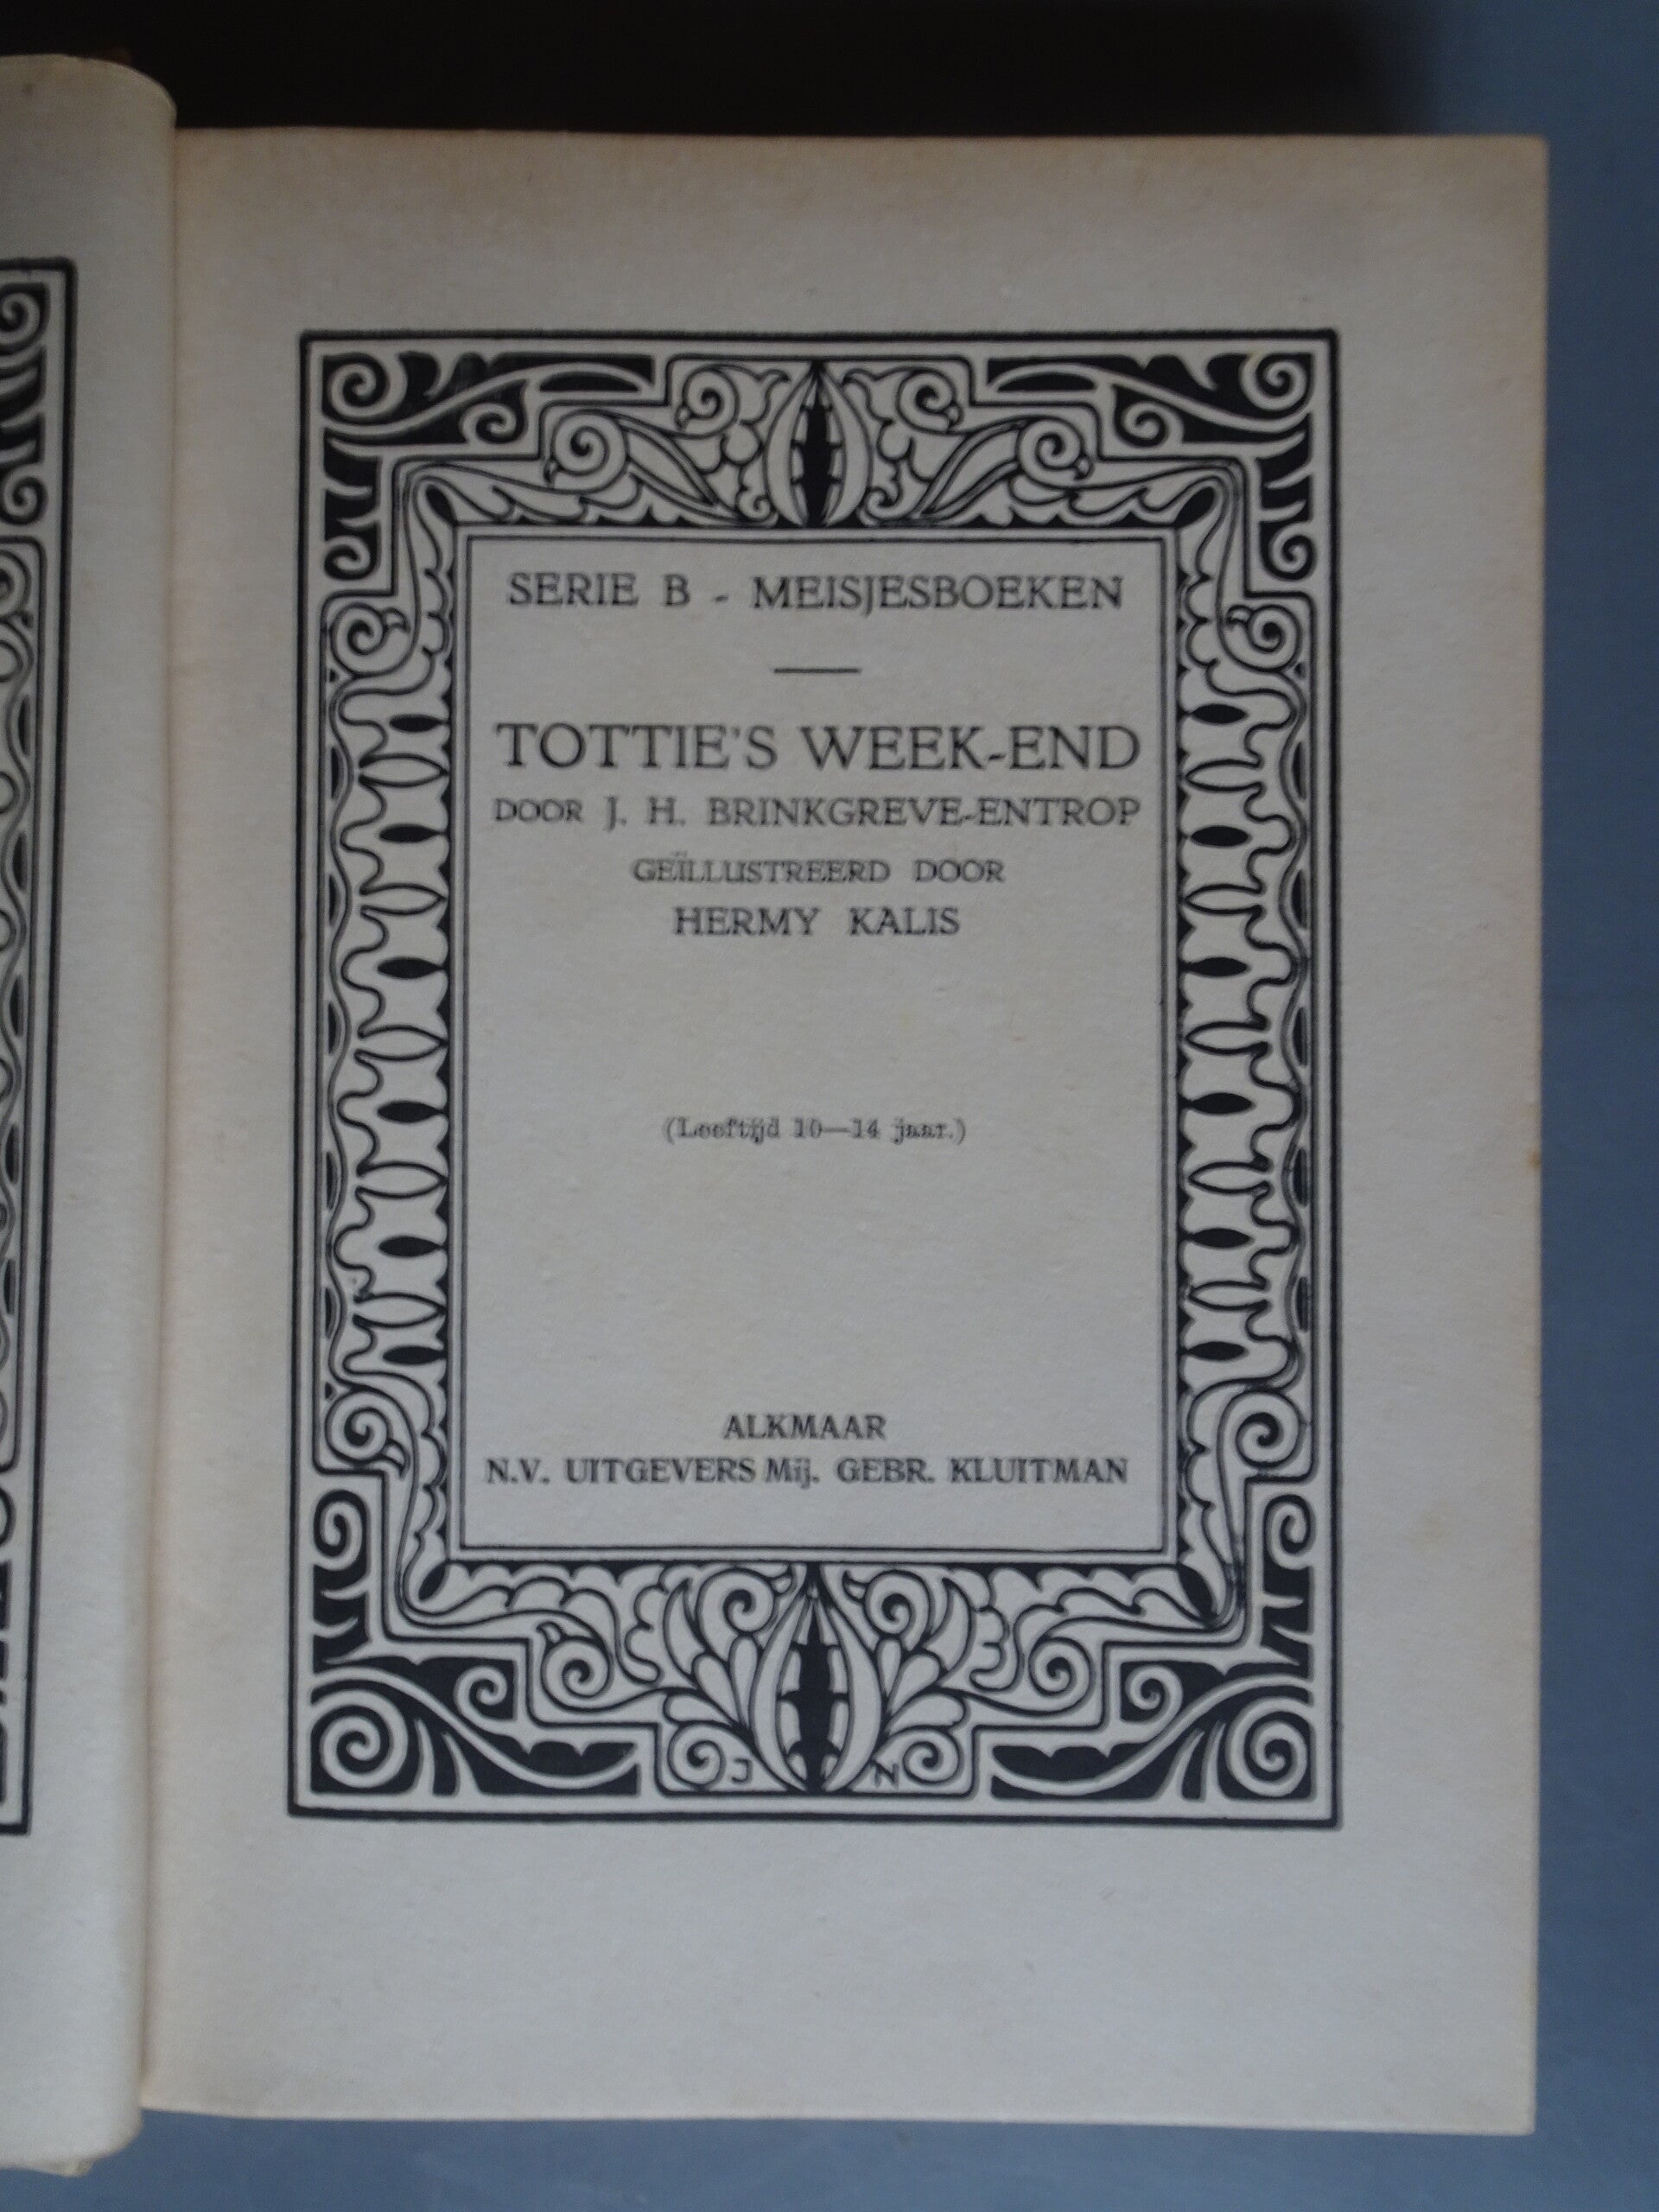 SERIE B - MEISJESBOEKEN
TOTTIE'S WEEK-END
DOOR J. H. BRINKGREVE-ENTROP
GEÏLLUSTREERD DOOR
HERMY KALIS
(Leeftijd 10—14 jaar.)
ALKMAAR
N.V. UITGEVERS Mij. GEBR. KLUITMAN
J N